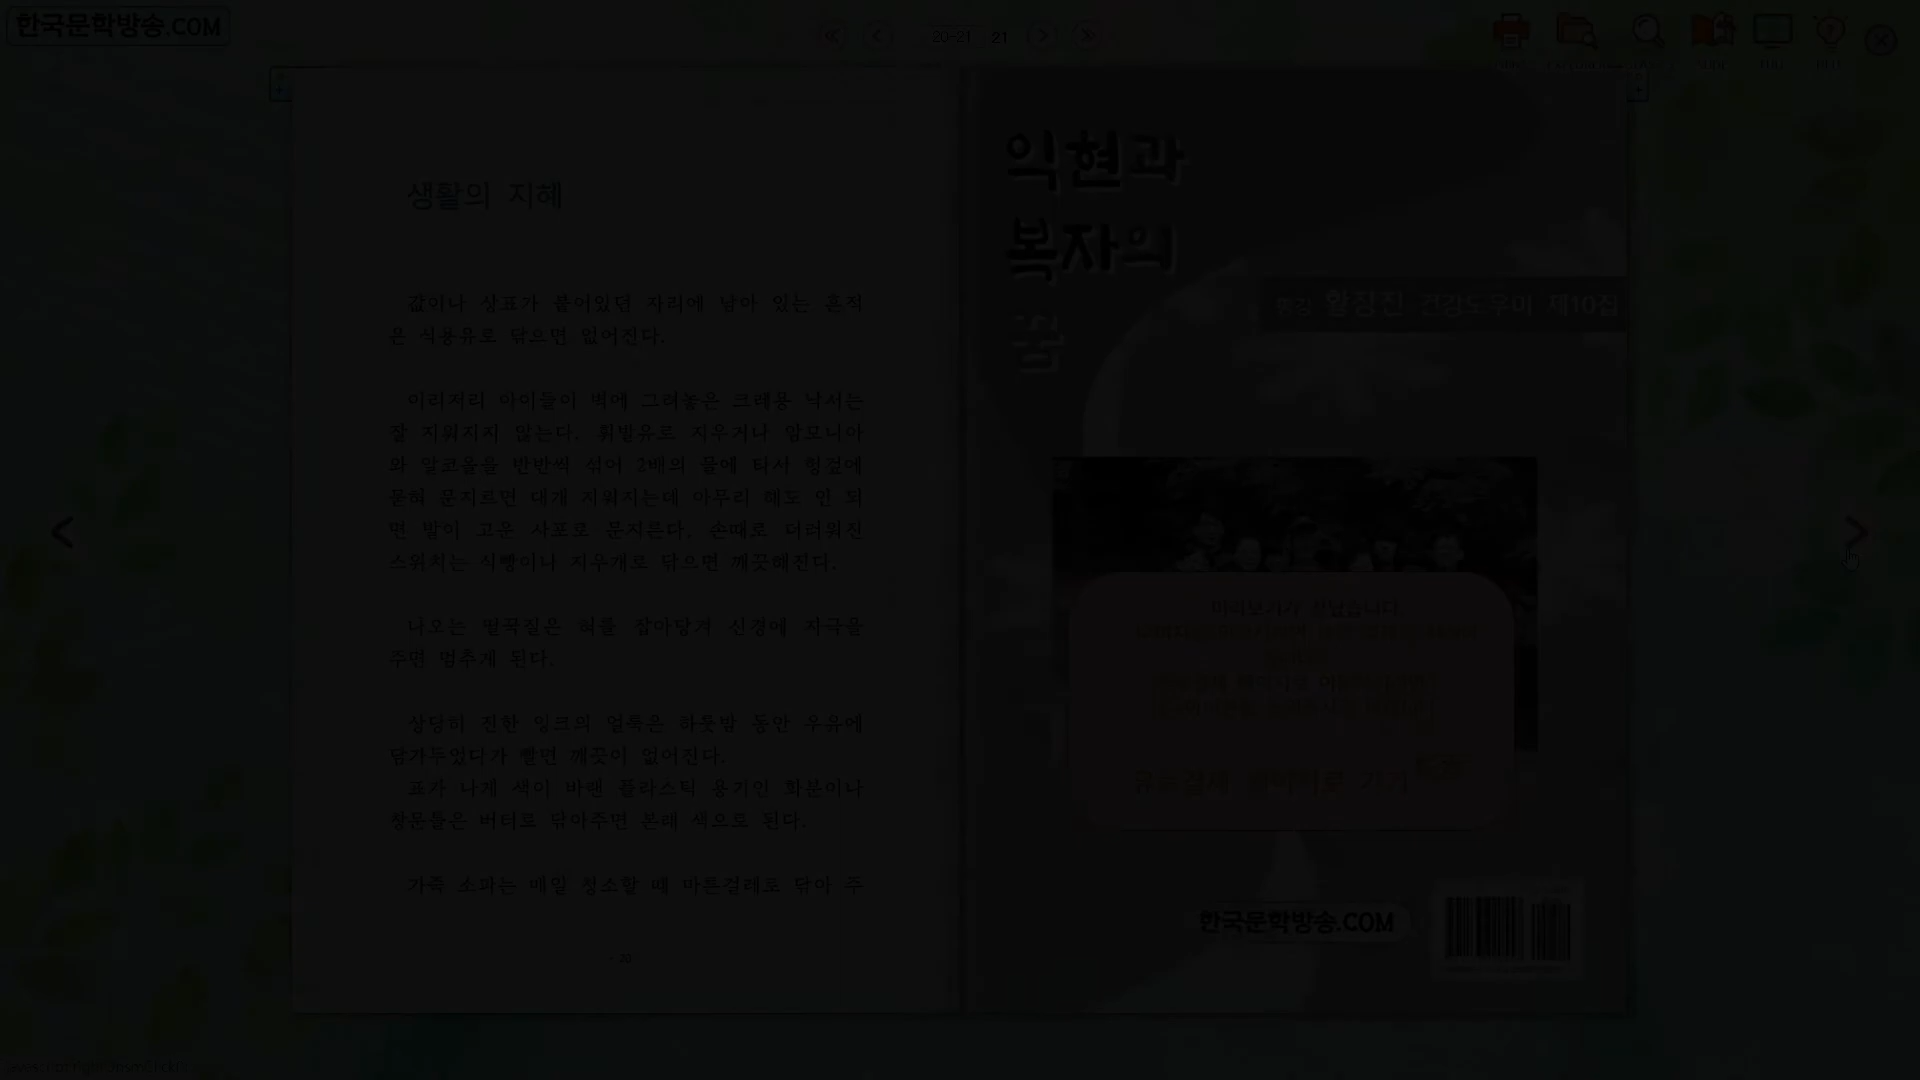 한국문학방송.COM
20-21 21
생활의 지혜
값이나 상표가 붙어있던 자리에 남아 있는 흔적
은 식용유로 닦으면 없어진다.
이리저리 아이들이 벽에 그려놓은 크레용 낙서는
잘 지워지지 않는다. 휘발유로 지우거나 암모니아
와 알코올을 반반씩 섞어 2배의 물에 타서 헝겊에
묻혀 문지르면 대개 지워지는데 아무리 해도 안 되
면 발이 고운 사포로 문지른다. 손때로 더러워진
스위치는 식빵이나 지우개로 닦으면 깨끗해진다.
나오는 딸꾹질은 혀를 잡아당겨 신경에 자극을
주면 멈추게 된다.
상당히 진한 잉크의 얼룩은 하룻밤 동안 우유에
담가두었다가 빨면 깨끗이 없어진다.
표가 나게 색이 바랜 플라스틱 용기인 화분이나
창문틀은 버터로 닦아주면 본래 색으로 된다.
가죽 소파는 매일 청소할 때 마른걸레로 닦아 주
익현과
복자의
꿈
함장진 건강도우미 제10집
미리보기가 끝났습니다
유료결제 페이지로 가기
한국문학방송.COM